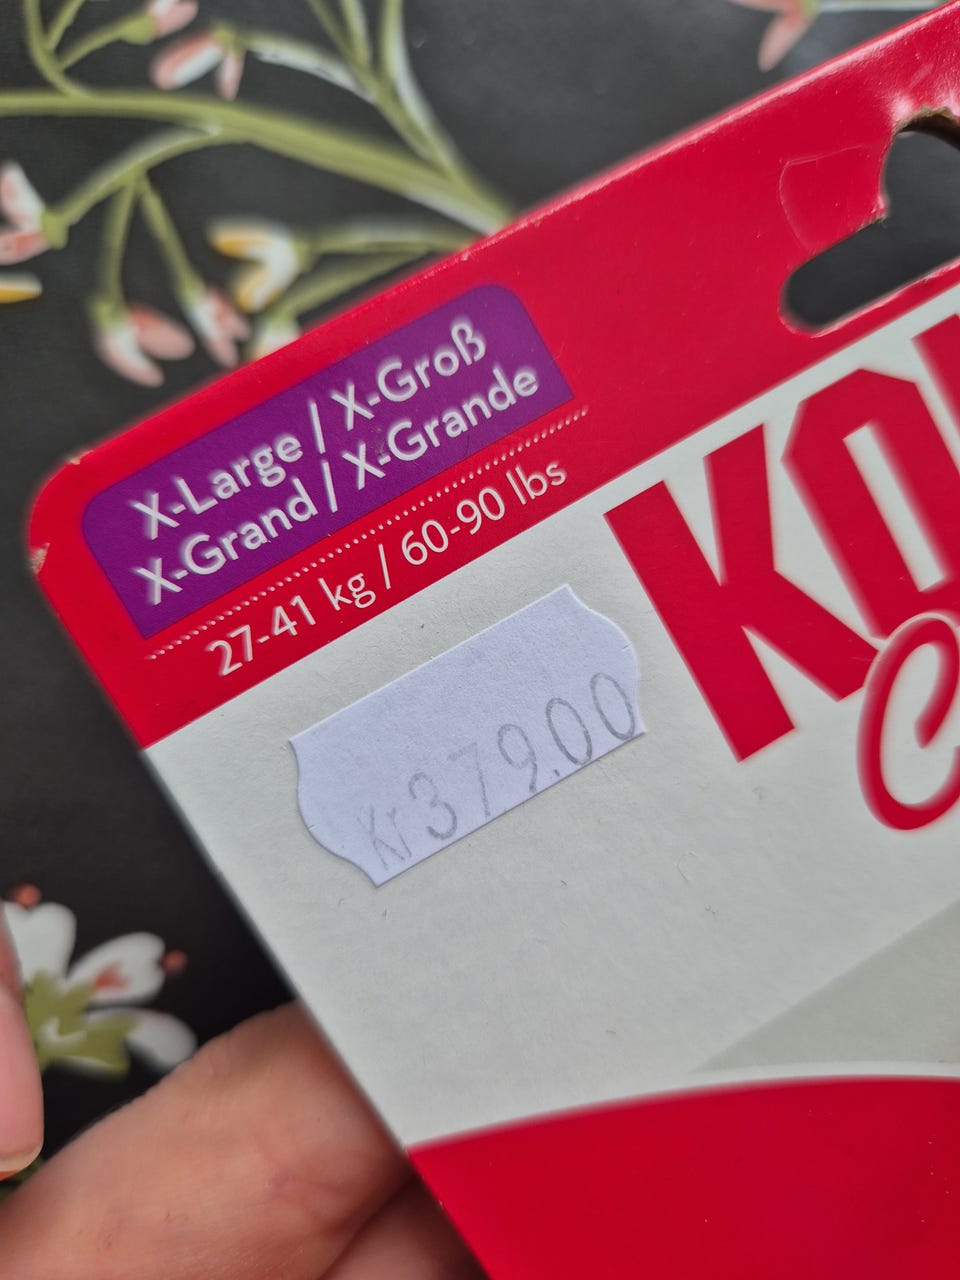 X-Large / X-Groß
X-Grand / X-Grande
27-41 kg / 60-90 lbs
Kr 379.00